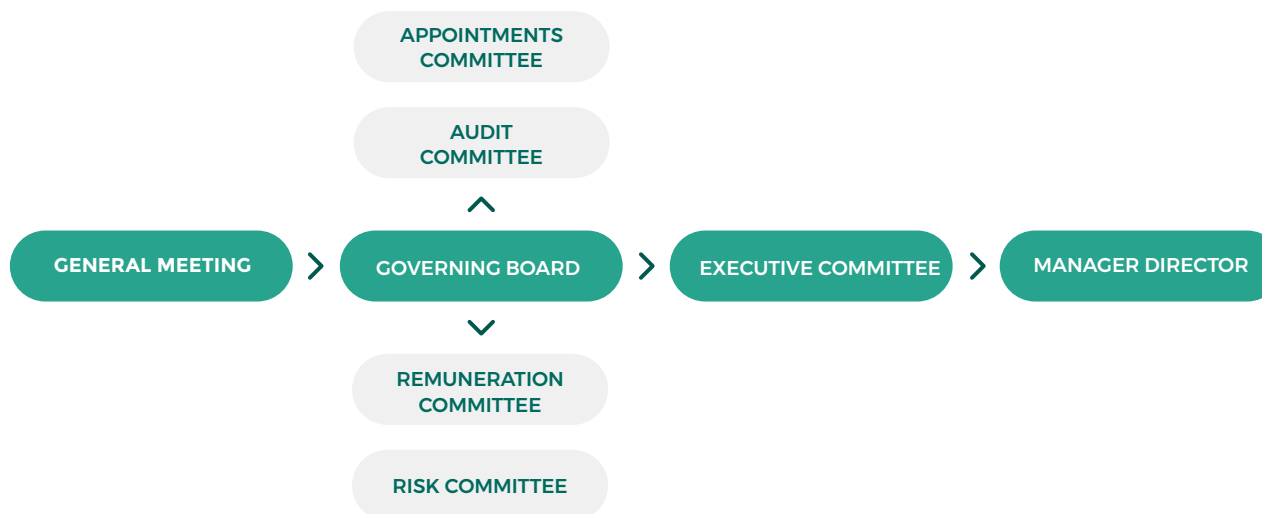 APPOINTMENTS
COMMITTEE
AUDIT
COMMITTEE
GENERAL MEETING
GOVERNING BOARD
EXECUTIVE COMMITTEE
MANAGER DIRECTOR
REMUNERATION
COMMITTEE
RISK COMMITTEE